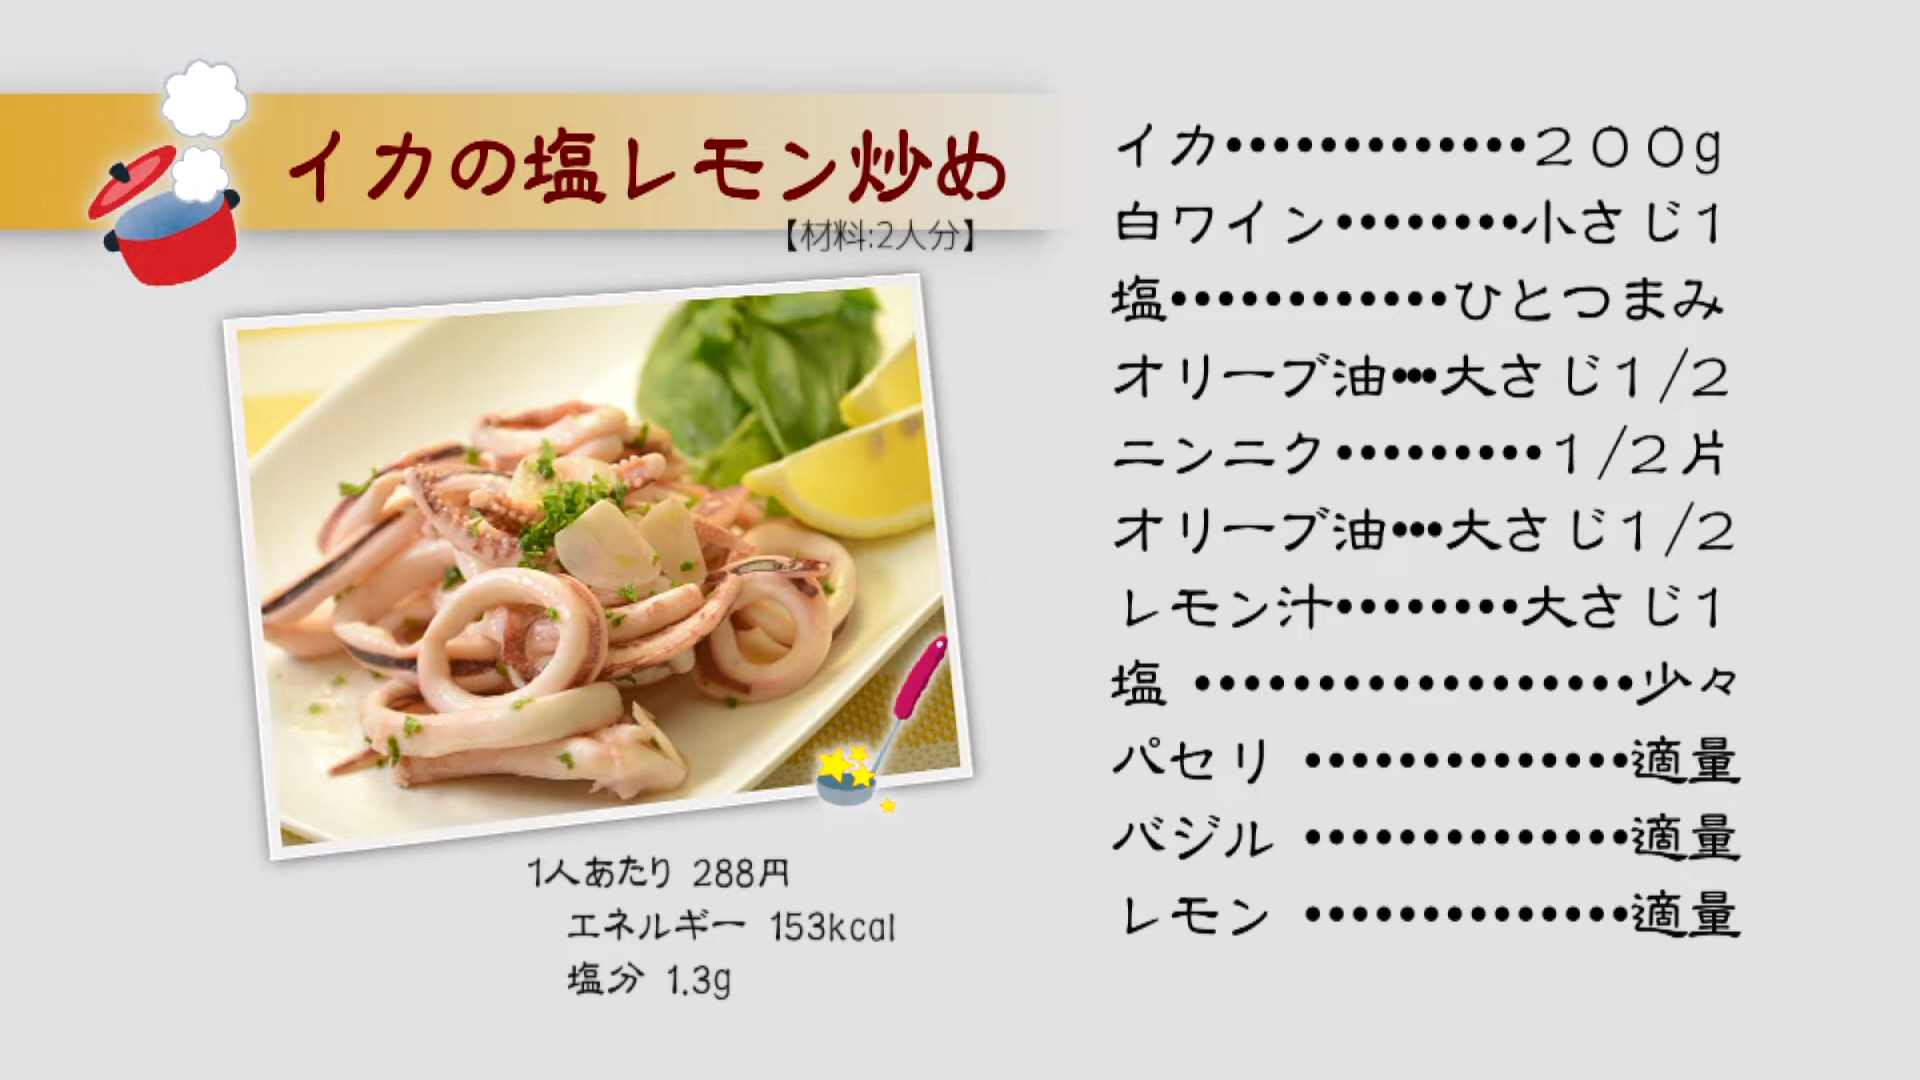 イカの塩レモン炒め
【材料:2人分】
イカ•••••••••••••２００g
白ワイン••••••••小さじ１
塩••••••••••••ひとつまみ
オリーブ油•••大さじ１/２
ニンニク•••••••••１/２片
オリーブ油•••大さじ１/２
レモン汁••••••••大さじ１
塩 ••••••••••••••••••少々
パセリ ••••••••••••••適量
バジル ••••••••••••••適量
レモン ••••••••••••••適量
1人あたり 288円
エネルギー 153kcal
塩分 1.3g